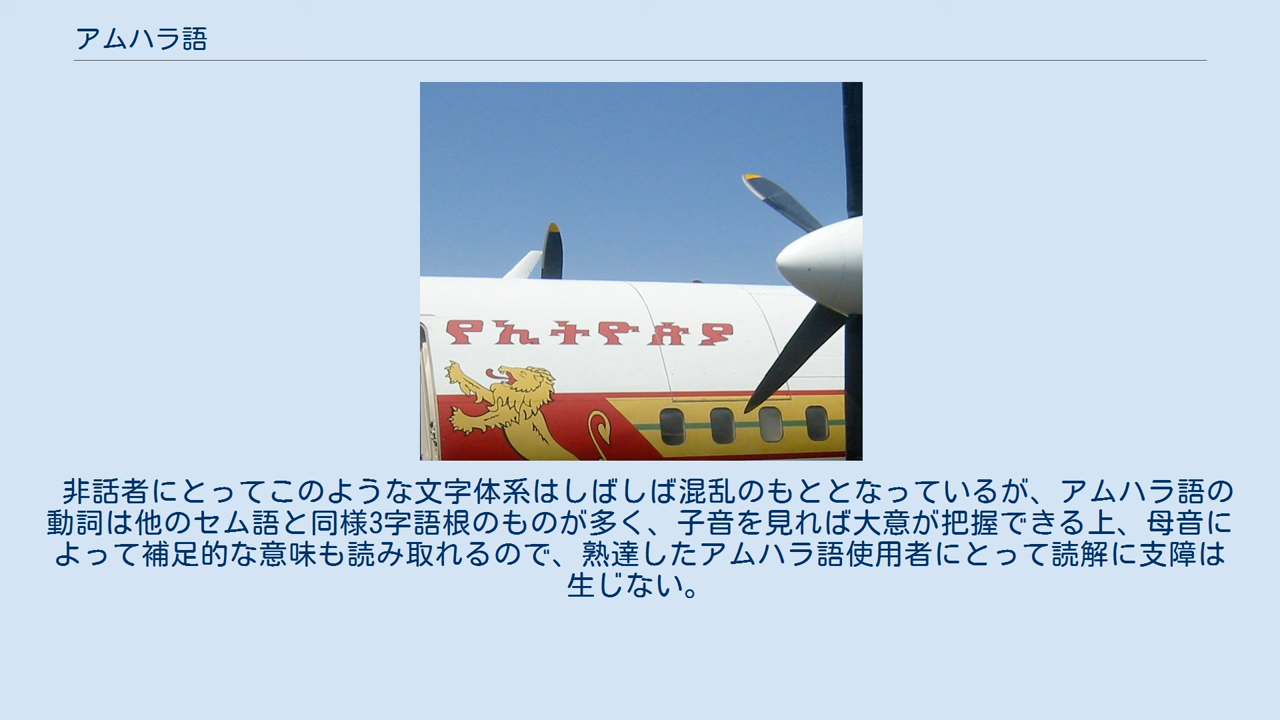 アムハラ語
የኢትዮጵያ
非話者にとってこのような文字体系はしばしば混乱のもととなっているが、アムハラ語の
動詞は他のセム語と同様3字語根のものが多く、子音を見れば大意が把握できる上、母音に
よって補足的な意味も読み取れるので、熟達したアムハラ語使用者にとって読解に支障は
生じない。